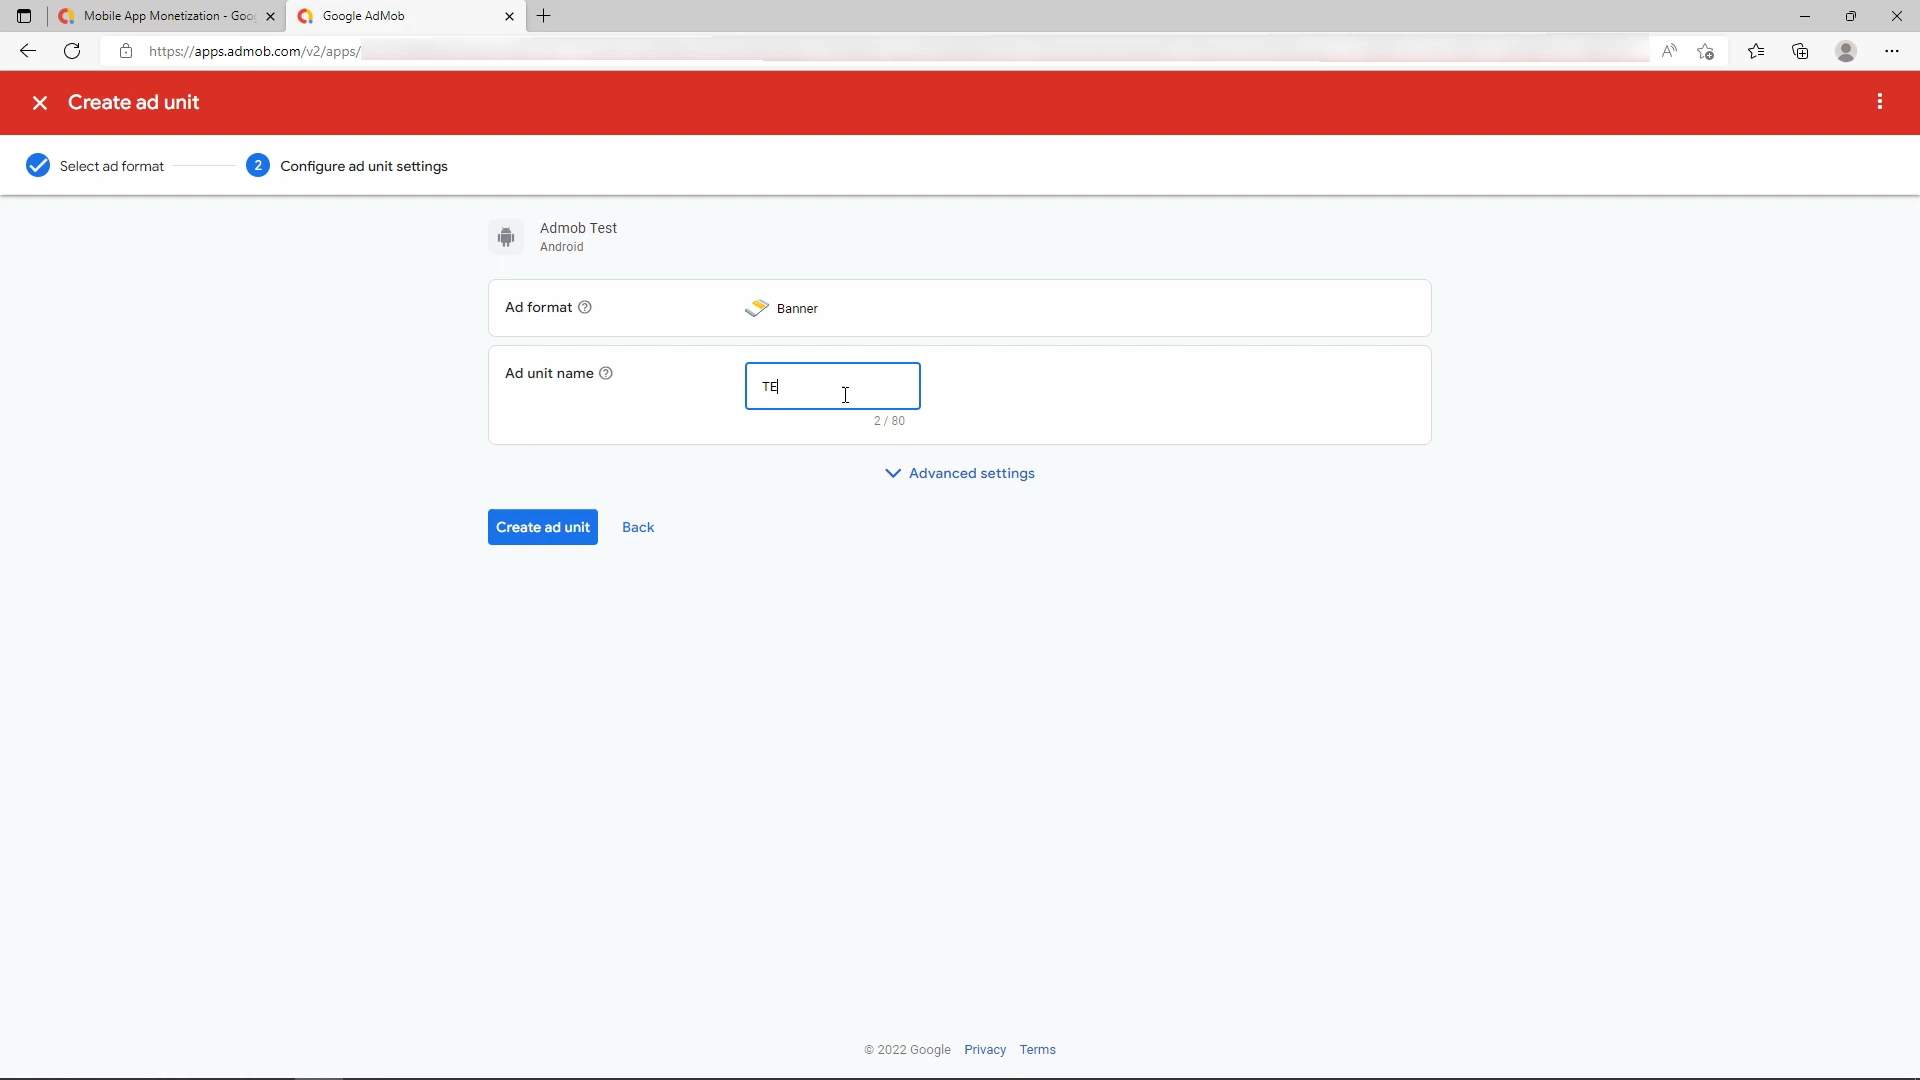 Mobile App Monetization - Goo
Google AdMob
https://apps.admob.com/v2/apps/
Create ad unit
Select ad format
2
Configure ad unit settings
Admob Test
Android
Ad format
Banner
Ad unit name
TE
2 / 80
Advanced settings
Create ad unit
Back
© 2022 Google Privacy Terms